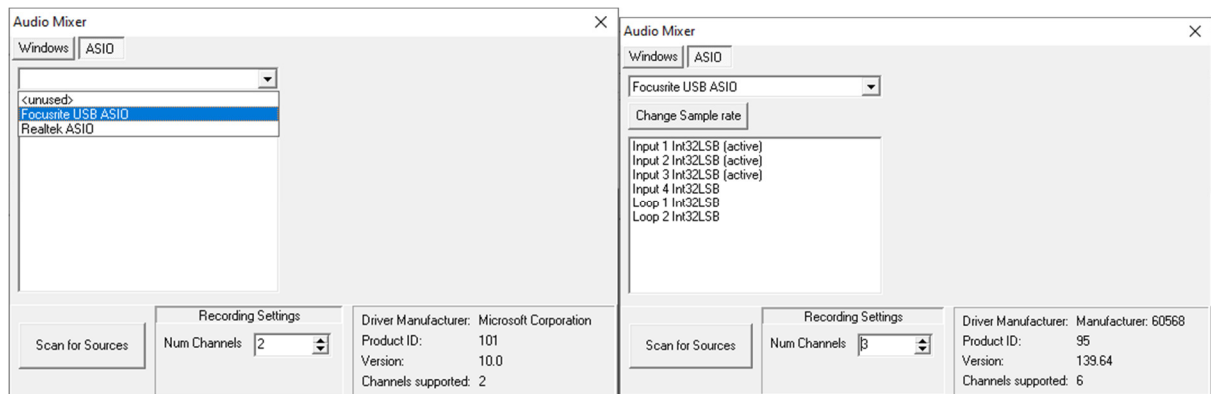 Audio Mixer
Windows ASIO
<unused>
Focusrite USB ASIO
Realtek ASIO
Scan for Sources
Recording Settings
Num Channels 2
Driver Manufacturer: Microsoft Corporation
Product ID: 101
Version: 10.0
Channels supported: 2
Audio Mixer
Windows ASIO
Focusrite USB ASIO
Change Sample rate
Input 1 Int32LSB (active)
Input 2 Int32LSB (active)
Input 3 Int32LSB (active)
Input 4 Int32LSB
Loop 1 Int32LSB
Loop 2 Int32LSB
Scan for Sources
Recording Settings
Num Channels 3
Driver Manufacturer: Manufacturer: 60568
Product ID: 95
Version: 139.64
Channels supported: 6